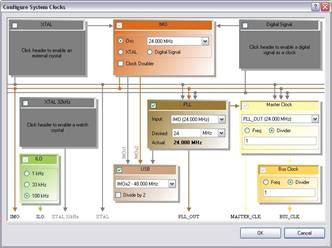 Configure System Clocks
XTAL
Click header to enable an
external crystal
IMO
Osc
24.000 MHz
XTAL
Digital Signal
Clock Doubler
Digital Signal
Click header to enable
a digital signal as a clock
XTAL 32kHz
Click header to enable a watch
crystal
PLL
Input:
IMO (24.000 MHz)
Desired:
24
MHz
Actual:
24.000 MHz
Master Clock
PLL_OUT (24.000 MHz)
Freq
Divider
1
ILO
1 kHz
33 kHz
100 kHz
IMOx1
IMOx2
USB
IMOx2 - 48.000 MHz
Divide by 2
Bus Clock
Freq
Divider
1
IMO
ILO
XTAL 32kHz
XTAL
PLL_OUT
MASTER_CLK
BUS_CLK
OK
Cancel